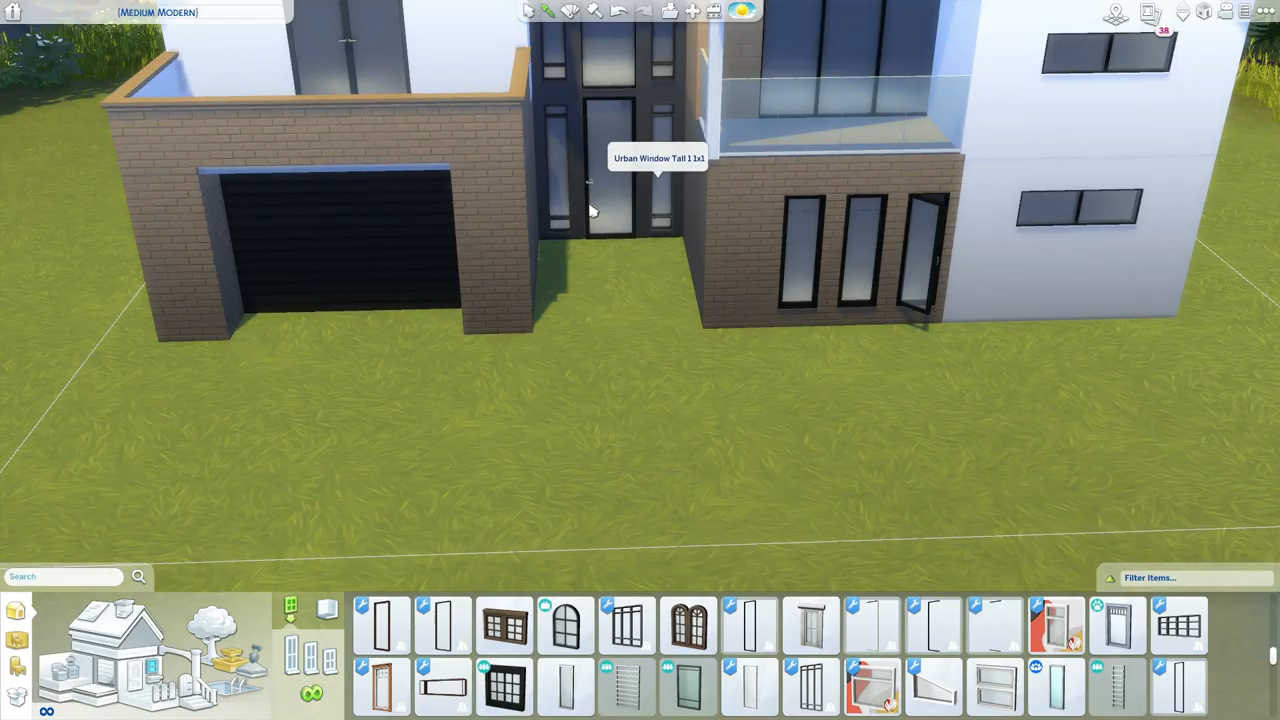 {Medium Modern}
38
Urban Window Tall 1 1x1
Search
Filter Items...